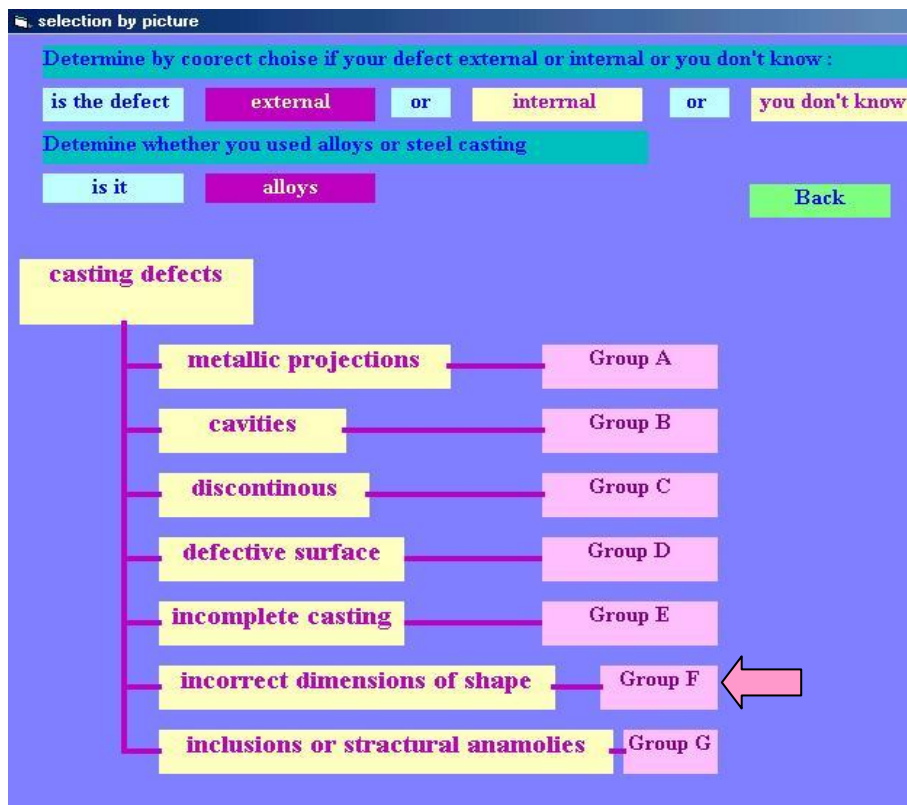 selection by picture
Determine by coorect choise if your defect external or internal or you don't know :
is the defect external or interrnal or you don't know
Detemine whether you used alloys or steel casting
is it alloys
Back
casting defects
metallic projections Group A
cavities Group B
discontinous Group C
defective surface Group D
incomplete casting Group E
incorrect dimensions of shape Group F
inclusions or stractural anamolies Group G